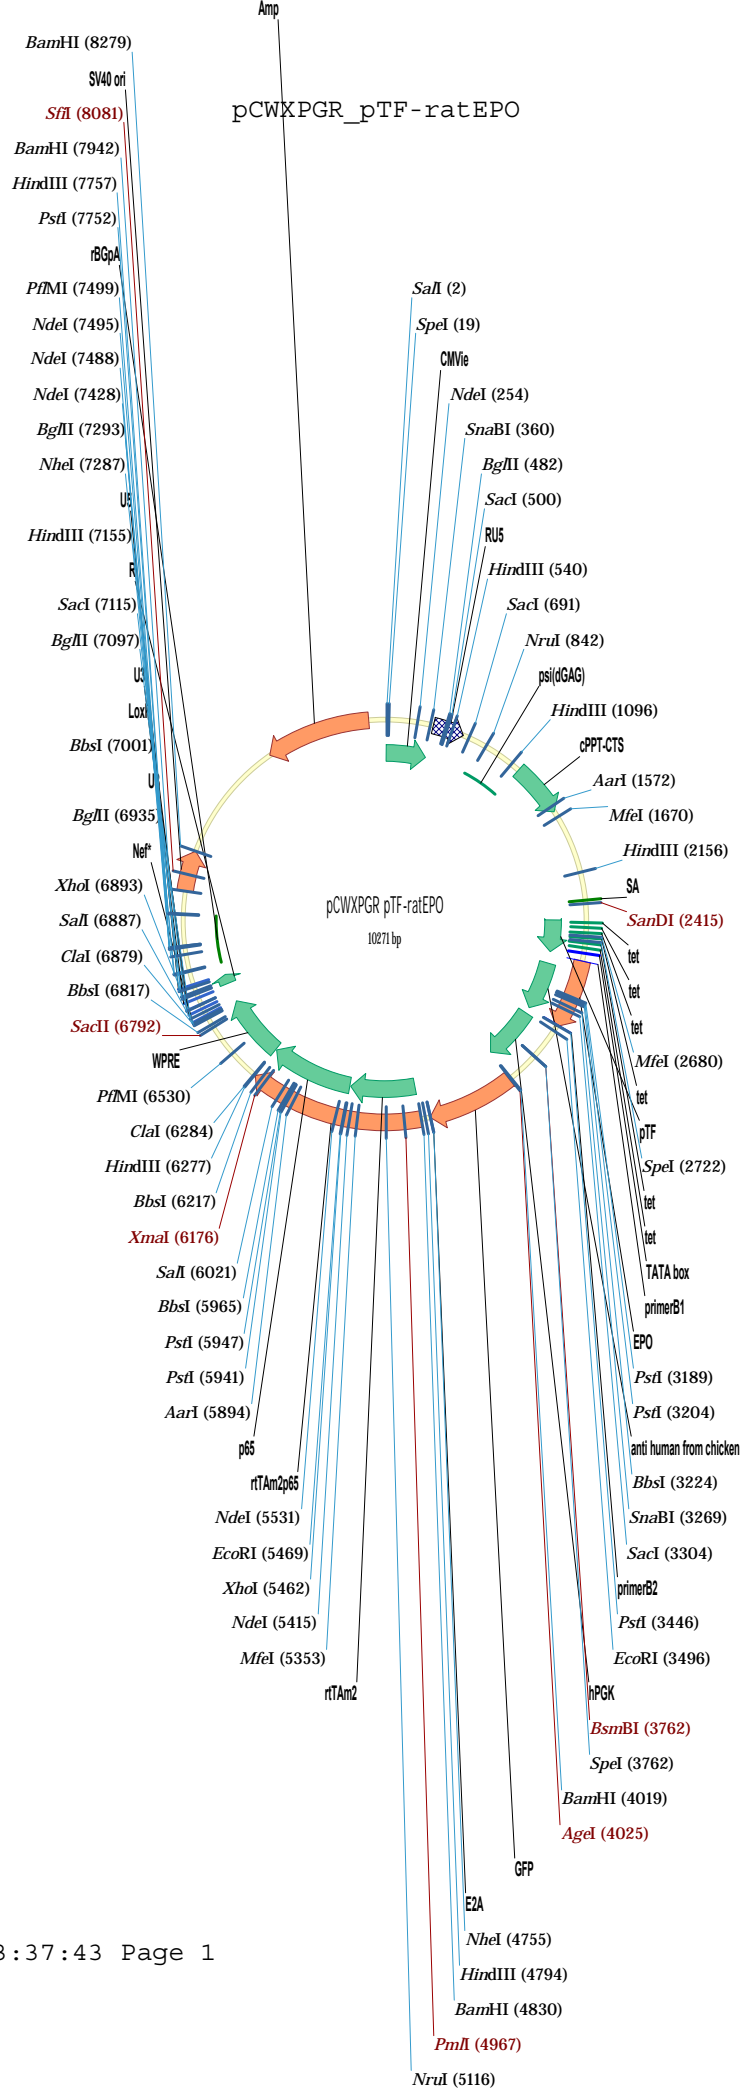 Amp
BamHI (8279)
SV40 ori
SfiI (8081)
pCWXPGR_pTF-ratEPO
BamHI (7942)
HindIII (7757)
PstI (7752)
rBGpA
PflMI (7499)
NdeI (7495)
NdeI (7488)
NdeI (7428)
BglII (7293)
NheI (7287)
U5
HindIII (7155)
R
SacI (7115)
BglII (7097)
U3
BbsI (7001)
BglII (6935)
Nef*
XhoI (6893)
SalI (6887)
ClaI (6879)
BbsI (6817)
SacII (6792)
WPRE
PflMI (6530)
ClaI (6284)
HindIII (6277)
BbsI (6217)
XmaI (6176)
SalI (6021)
BbsI (5965)
PstI (5947)
PstI (5941)
AarI (5894)
p65
rtTAm2p65
NdeI (5531)
EcoRI (5469)
XhoI (5462)
NdeI (5415)
MfeI (5353)
rtTAm2
SalI (2)
SpeI (19)
CMVie
NdeI (254)
SnaBI (360)
BglII (482)
SacI (500)
RU5
HindIII (540)
SacI (691)
NruI (842)
psi(dGAG)
HindIII (1096)
cPPT-CTS
AarI (1572)
MfeI (1670)
HindIII (2156)
SA
SanDI (2415)
tet
tet
tet
MfeI (2680)
tet
pTF
SpeI (2722)
tet
tet
TATA box
primerB1
EPO
PstI (3189)
PstI (3204)
anti human from chicken
BbsI (3224)
SnaBI (3269)
SacI (3304)
primerB2
PstI (3446)
EcoRI (3496)
hPGK
BsmBI (3762)
SpeI (3762)
BamHI (4019)
AgeI (4025)
GFP
E2A
NheI (4755)
HindIII (4794)
BamHI (4830)
PmlI (4967)
NruI (5116)
pCWXPGR pTF-ratEPO
10271 bp
3:37:43 Page 1